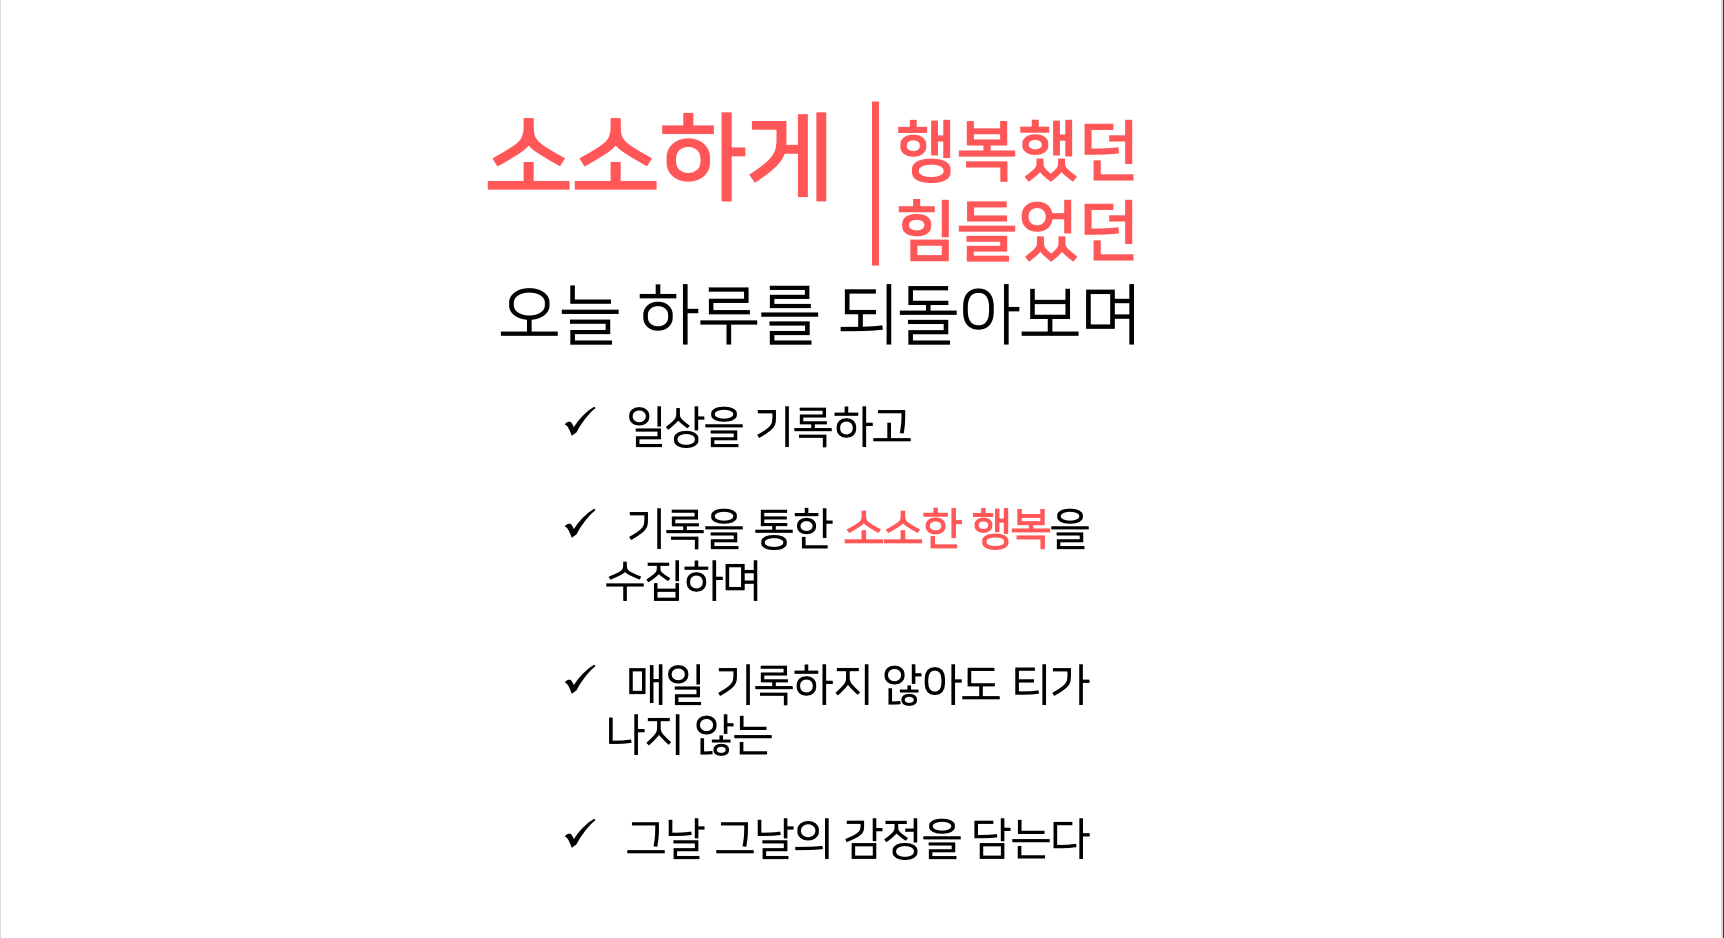 소소하게
행복했던
힘들었던
오늘 하루를 되돌아보며
✓ 일상을 기록하고
✓ 기록을 통한 소소한 행복을
수집하며
✓ 매일 기록하지 않아도 티가
나지 않는
✓ 그날 그날의 감정을 담는다